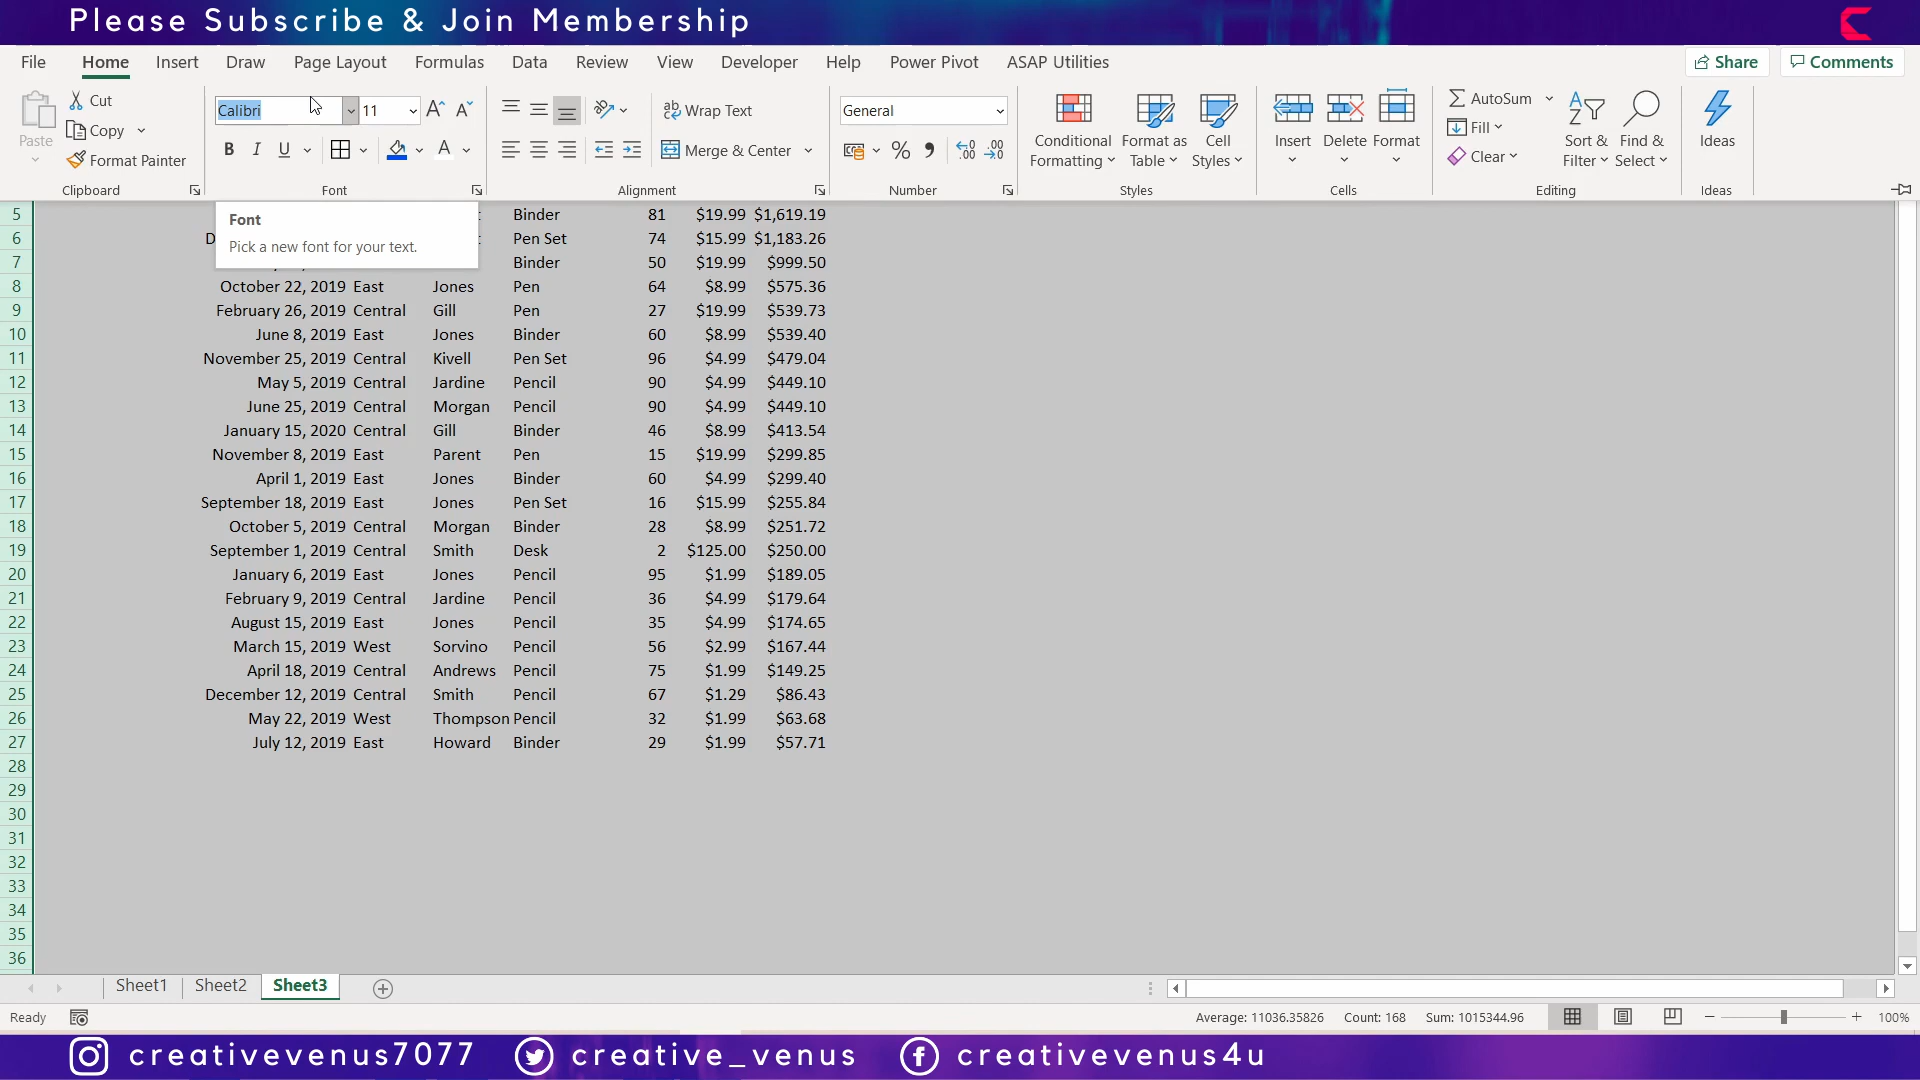 Please Subscribe & Join Membership
File Home Insert Draw Page Layout Formulas Data Review View Developer Help Power Pivot ASAP Utilities Share Comments
Paste
Cut
Copy
Format Painter
Clipboard
Calibri 11
B I U A
Font
Wrap Text
Merge & Center
Alignment
General
% 9
Number
Conditional Formatting
Format as Table
Cell Styles
Styles
Insert Delete Format
Cells
AutoSum
Fill
Clear
Sort & Filter
Find & Select
Editing
Ideas
Ideas
Font
Pick a new font for your text.
5 Binder 81 $19.99 $1,619.19
6 D Pen Set 74 $15.99 $1,183.26
7 Binder 50 $19.99 $999.50
8 October 22, 2019 East Jones Pen 64 $8.99 $575.36
9 February 26, 2019 Central Gill Pen 27 $19.99 $539.73
10 June 8, 2019 East Jones Binder 60 $8.99 $539.40
11 November 25, 2019 Central Kivell Pen Set 96 $4.99 $479.04
12 May 5, 2019 Central Jardine Pencil 90 $4.99 $449.10
13 June 25, 2019 Central Morgan Pencil 90 $4.99 $449.10
14 January 15, 2020 Central Gill Binder 46 $8.99 $413.54
15 November 8, 2019 East Parent Pen 15 $19.99 $299.85
16 April 1, 2019 East Jones Binder 60 $4.99 $299.40
17 September 18, 2019 East Jones Pen Set 16 $15.99 $255.84
18 October 5, 2019 Central Morgan Binder 28 $8.99 $251.72
19 September 1, 2019 Central Smith Desk 2 $125.00 $250.00
20 January 6, 2019 East Jones Pencil 95 $1.99 $189.05
21 February 9, 2019 Central Jardine Pencil 36 $4.99 $179.64
22 August 15, 2019 East Jones Pencil 35 $4.99 $174.65
23 March 15, 2019 West Sorvino Pencil 56 $2.99 $167.44
24 April 18, 2019 Central Andrews Pencil 75 $1.99 $149.25
25 December 12, 2019 Central Smith Pencil 67 $1.29 $86.43
26 May 22, 2019 West Thompson Pencil 32 $1.99 $63.68
27 July 12, 2019 East Howard Binder 29 $1.99 $57.71
28
29
30
31
32
33
34
35
36
Sheet1 Sheet2 Sheet3
Ready Average: 11036.35826 Count: 168 Sum: 1015344.96 100%
creativevenus7077 creative_venus creativevenus4u